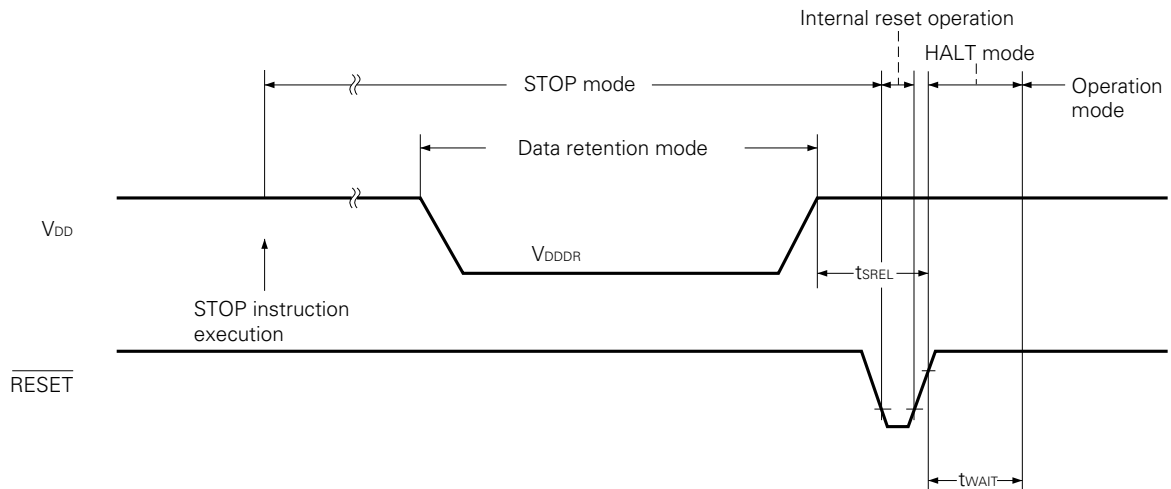 Internal reset operation
HALT mode
STOP mode
Operation
mode
Data retention mode
VDD
VDDDR
tSREL
STOP instruction
execution
RESET
tWAIT